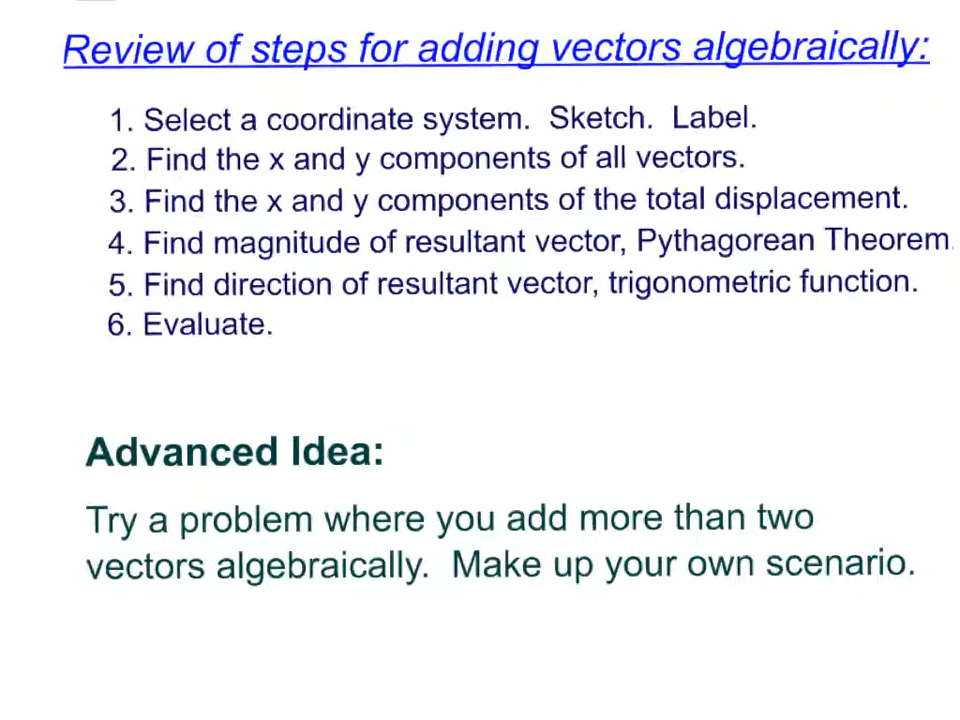 Review of steps for adding vectors algebraically:
1. Select a coordinate system. Sketch. Label.
2. Find the x and y components of all vectors.
3. Find the x and y components of the total displacement.
4. Find magnitude of resultant vector, Pythagorean Theorem.
5. Find direction of resultant vector, trigonometric function.
6. Evaluate.
Advanced Idea:
Try a problem where you add more than two
vectors algebraically. Make up your own scenario.